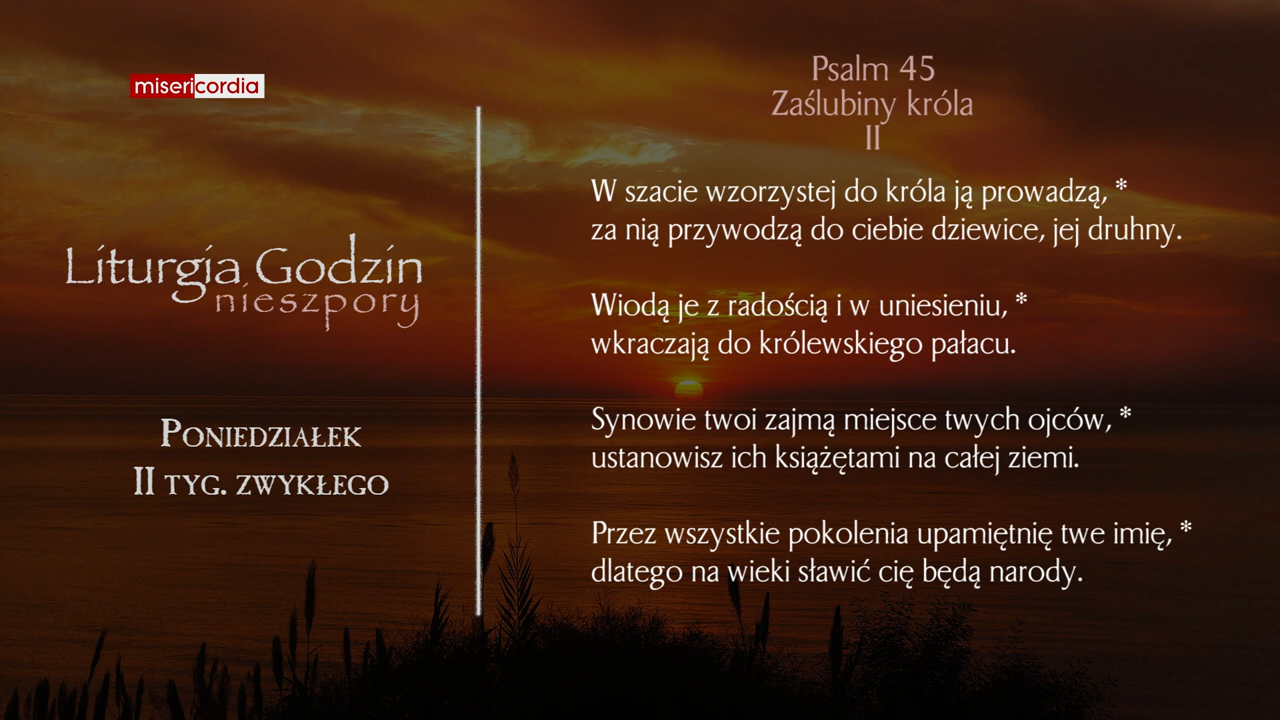 misericordia
Liturgia Godzin
nieszpory
Poniedziałek
II tyg. zwykłego
Psalm 45
Zaślubiny króla
II
W szacie wzorzystej do króla ją prowadzą, *
za nią przywodzą do ciebie dziewice, jej druhny.
Wiodą je z radością i w uniesieniu, *
wkraczają do królewskiego pałacu.
Synowie twoi zajmą miejsce twych ojców, *
ustanowisz ich książętami na całej ziemi.
Przez wszystkie pokolenia upamiętnię twe imię, *
dlatego na wieki sławić cię będą narody.